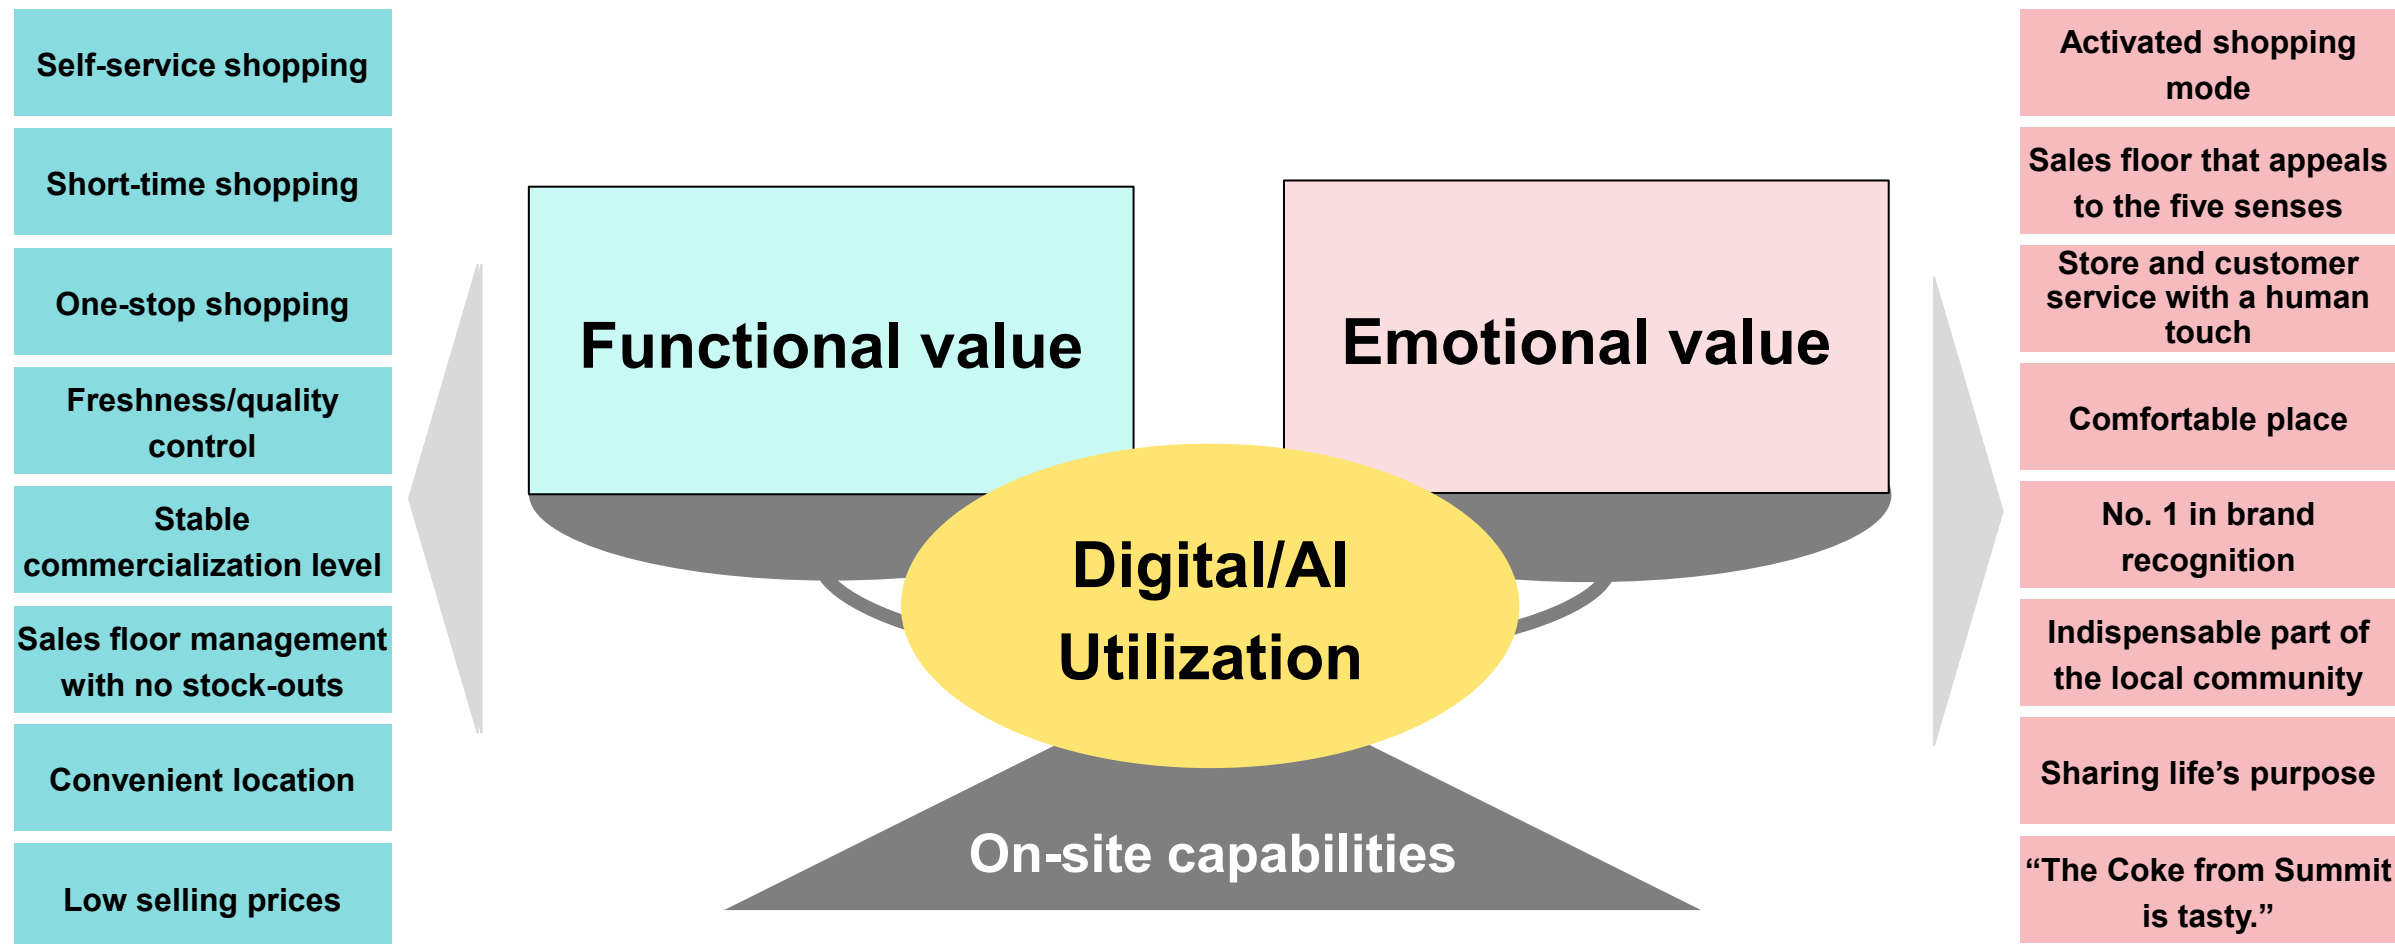 Self-service shopping
Short-time shopping
One-stop shopping
Freshness/quality
control
Stable
commercialization level
Sales floor management
with no stock-outs
Convenient location
Low selling prices
Functional value
Emotional value
Digital/AI
Utilization
On-site capabilities
Activated shopping
mode
Sales floor that appeals
to the five senses
Store and customer
service with a human
touch
Comfortable place
No. 1 in brand
recognition
Indispensable part of
the local community
Sharing life’s purpose
“The Coke from Summit
is tasty.”